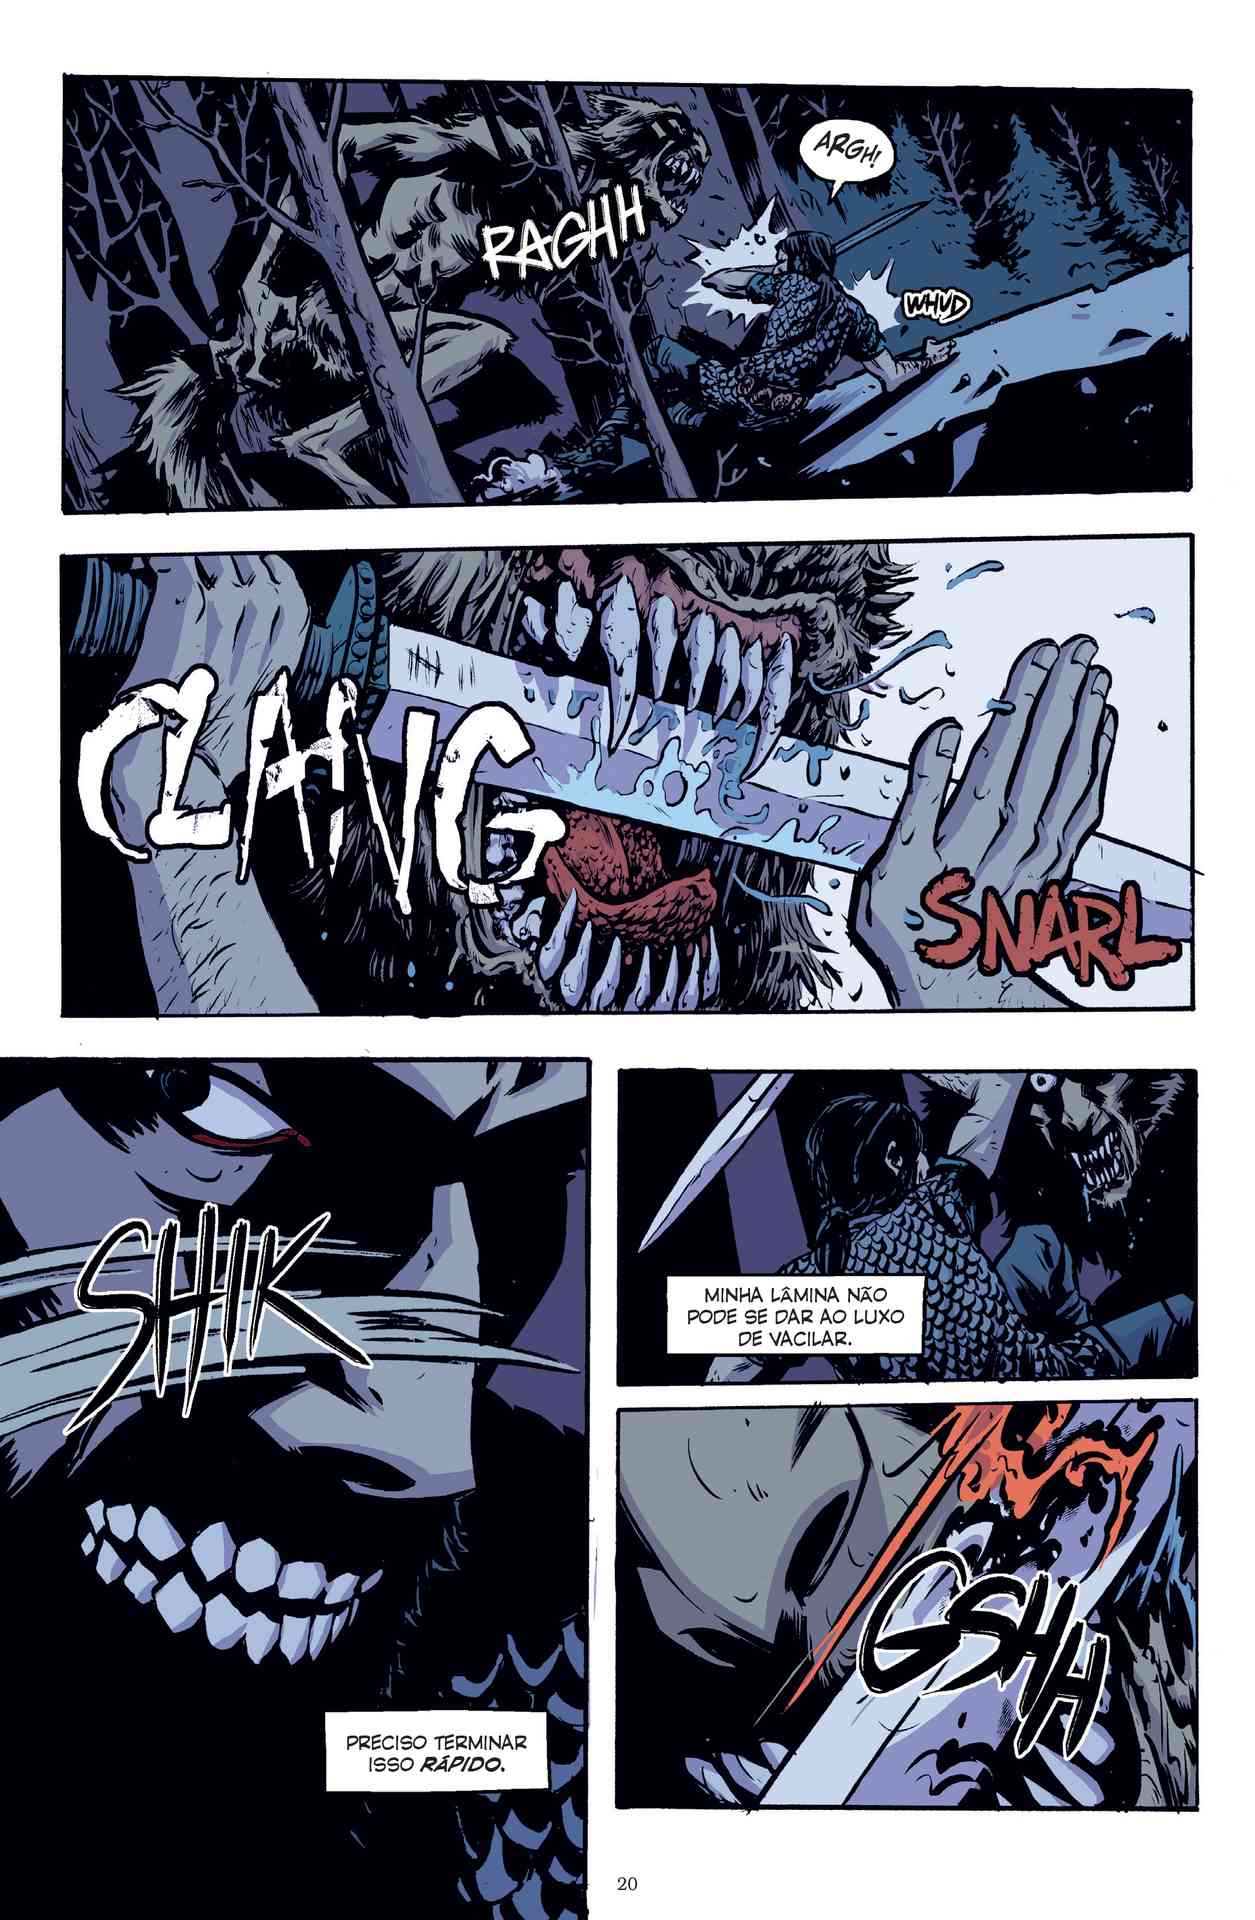 ARGH!
RAGHH
WHUD
CLANG
SNARL
SHIK
PRECISO TERMINAR
ISSO RÁPIDO.
MINHA LÂMINA NÃO
PODE SE DAR AO LUXO
DE VACILAR.
GSHH
20